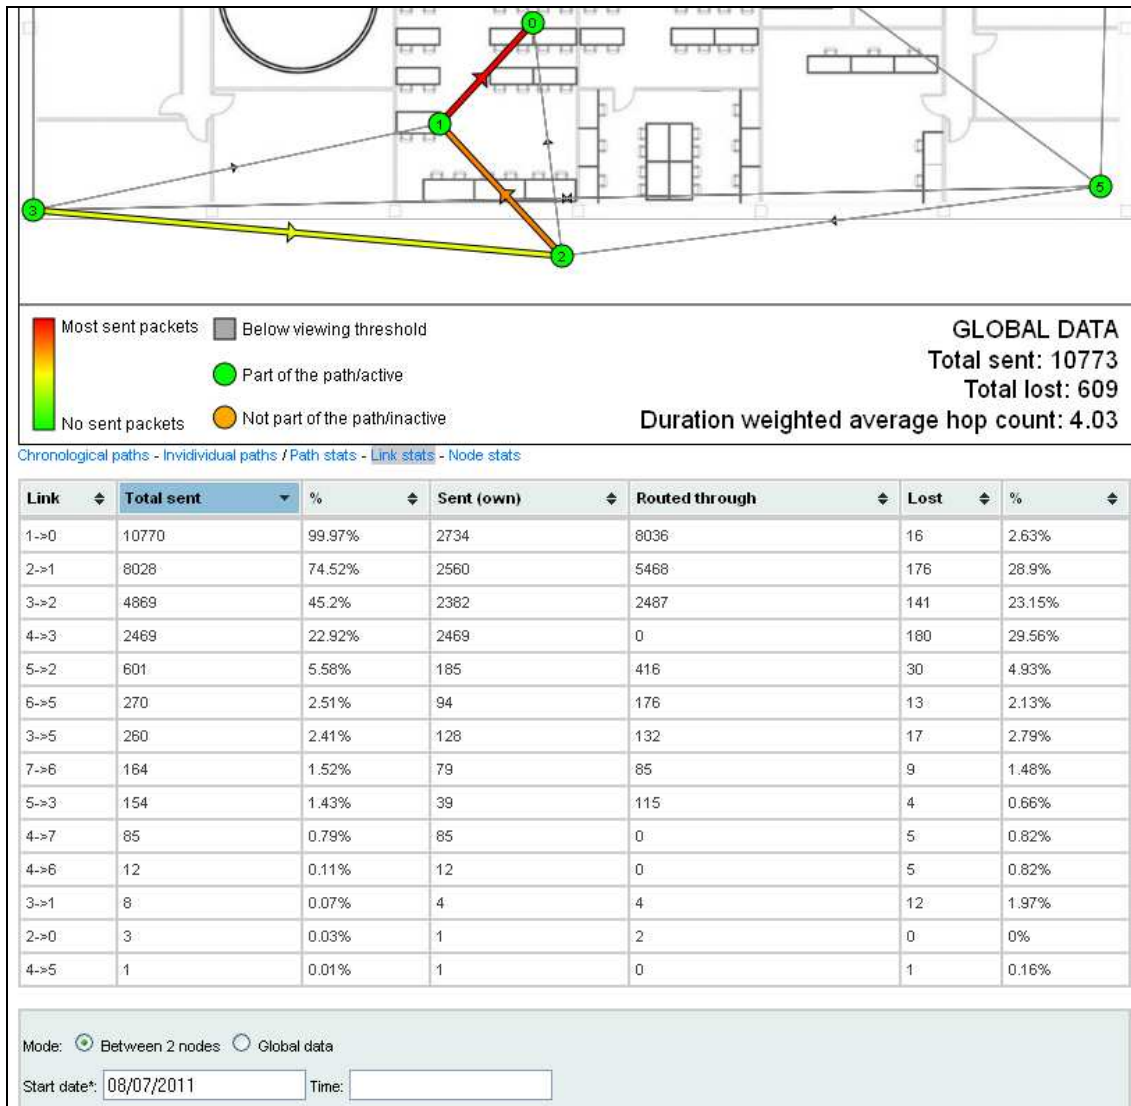 0
1
5
3
2
Most sent packets
Below viewing threshold
GLOBAL DATA
Total sent: 10773
Part of the path/active
Total lost: 609
No sent packets
Not part of the path/inactive
Duration weighted average hop count: 4.03
Chronological paths - Invidividual paths / Path stats - Link stats - Node stats
Link Total sent % Sent (own) Routed through Lost %
1->0 10770 99.97% 2734 8036 16 2.63%
2->1 8028 74.52% 2560 5468 176 28.9%
3->2 4869 45.2% 2382 2487 141 23.15%
4->3 2469 22.92% 2469 0 180 29.56%
5->2 601 5.58% 185 416 30 4.93%
6->5 270 2.51% 94 176 13 2.13%
3->5 260 2.41% 128 132 17 2.79%
7->6 164 1.52% 79 85 9 1.48%
5->3 154 1.43% 39 115 4 0.66%
4->7 85 0.79% 85 0 5 0.82%
4->6 12 0.11% 12 0 5 0.82%
3->1 8 0.07% 4 4 12 1.97%
2->0 3 0.03% 1 2 0 0%
4->5 1 0.01% 1 0 1 0.16%
Mode: Between 2 nodes Global data
Start date*: 08/07/2011 Time: